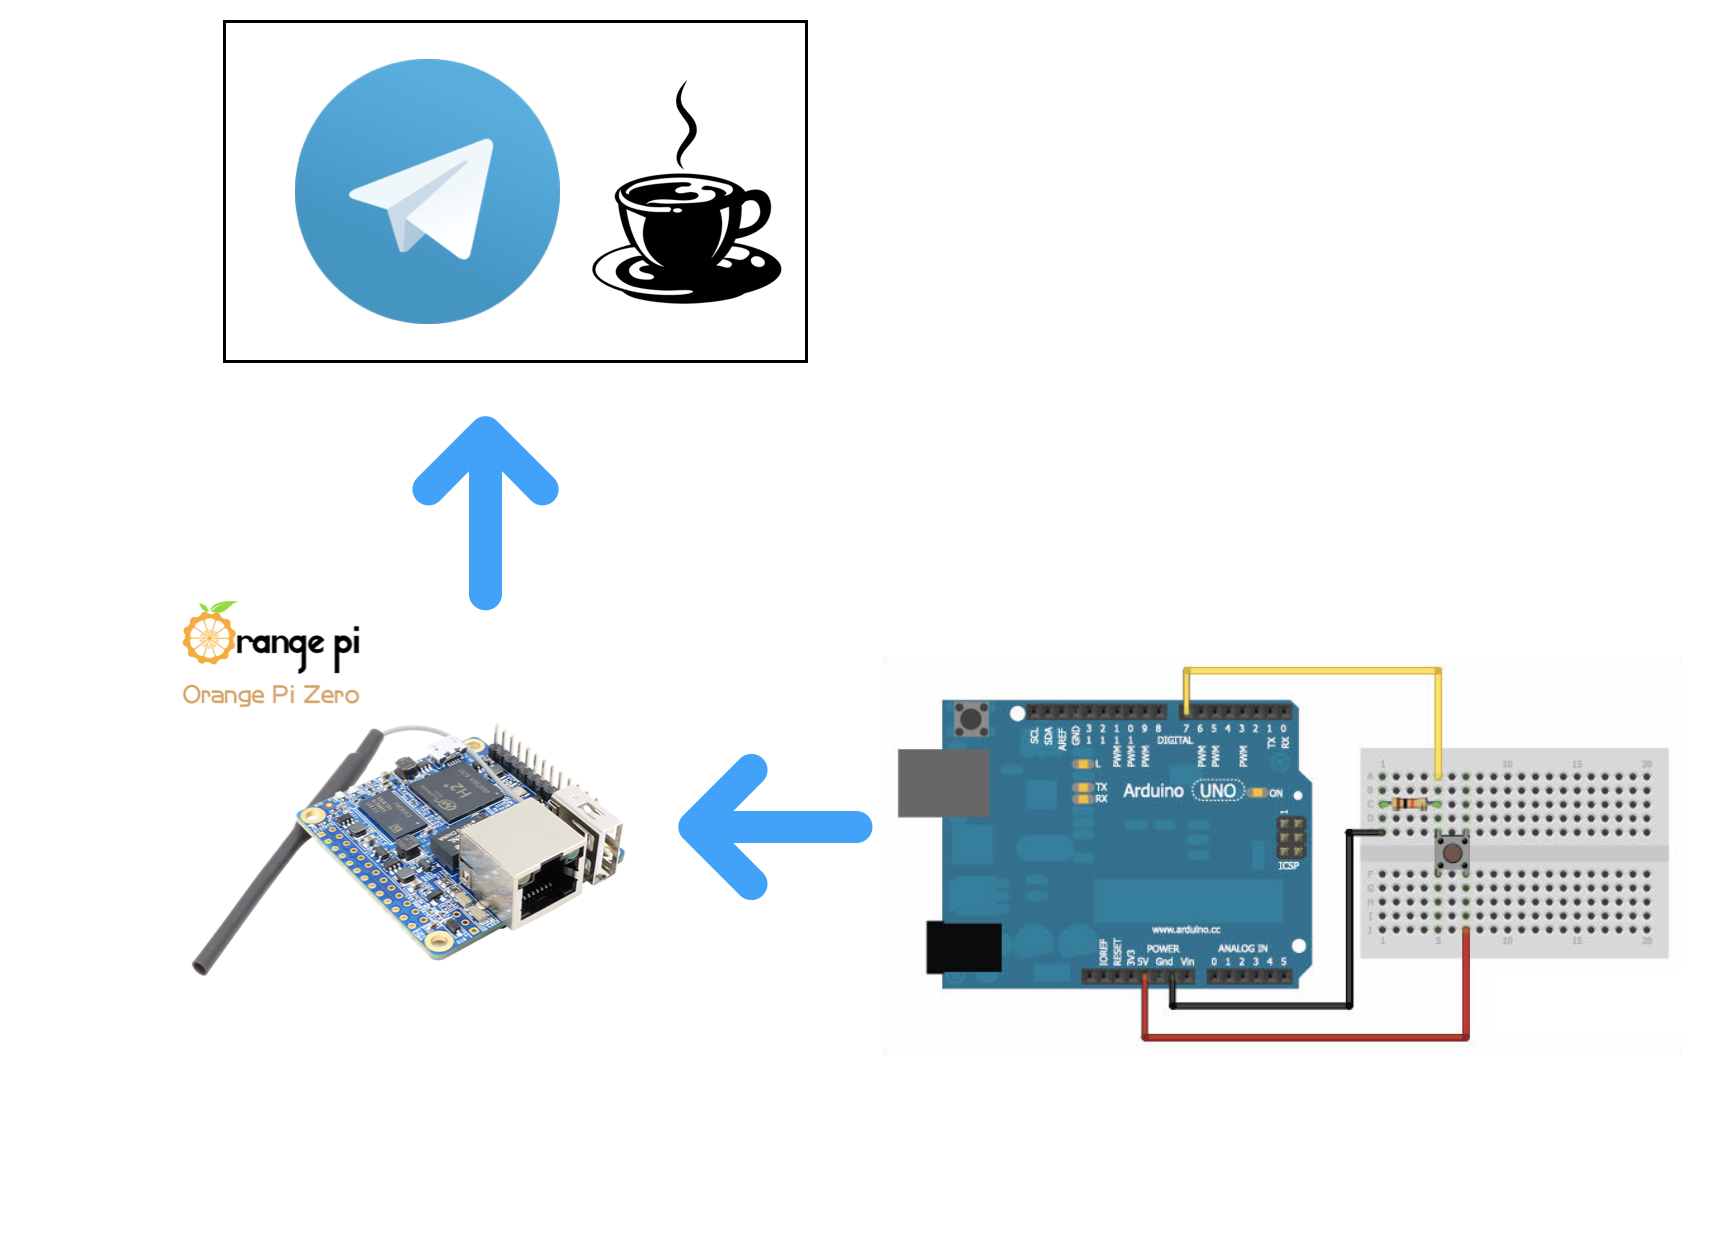 Orange pi
Orange Pi Zero
H2+
SCL
SDA
AREF
GND
13
12
11
10
9
8
7
6
5
4
3
2
1
0
PWM
PWM
PWM
PWM
PWM
PWM
TX
RX
DIGITAL
L
TX
RX
Arduino UNO
ON
1
ICSP
www.arduino.cc
POWER
ANALOG IN
IOREF
RESET
3V3
5V
Gnd
Vin
0 1 2 3 4 5
1 10 15 20
A
B
C
D
F
G
H
I
J
1 5 10 15 20